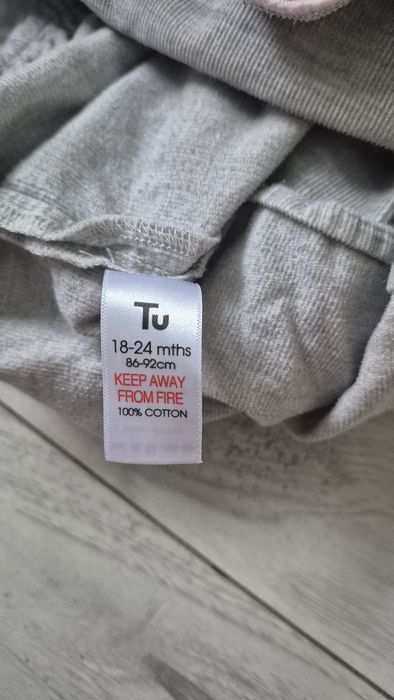 Tu
18-24 mths
86-92cm
KEEP AWAY
FROM FIRE
100% COTTON